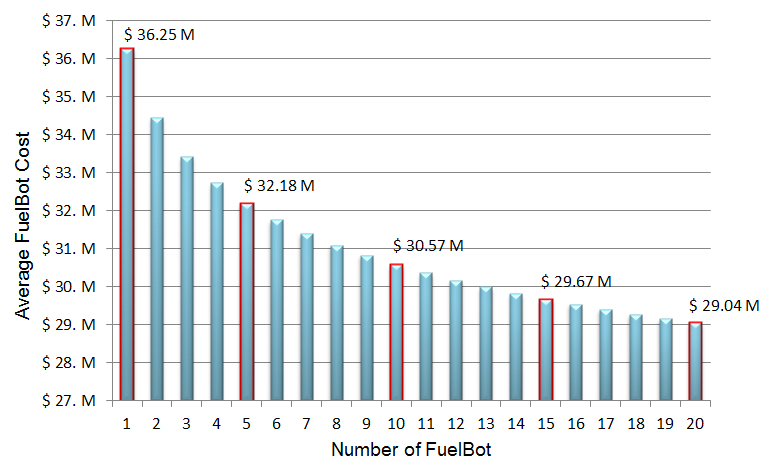 $ 37. M
$ 36. M
$ 35. M
$ 34. M
$ 33. M
$ 32. M
$ 31. M
$ 30. M
$ 29. M
$ 28. M
$ 27. M
Average FuelBot Cost
$ 36.25 M
$ 32.18 M
$ 30.57 M
$ 29.67 M
$ 29.04 M
1 2 3 4 5 6 7 8 9 10 11 12 13 14 15 16 17 18 19 20
Number of FuelBot